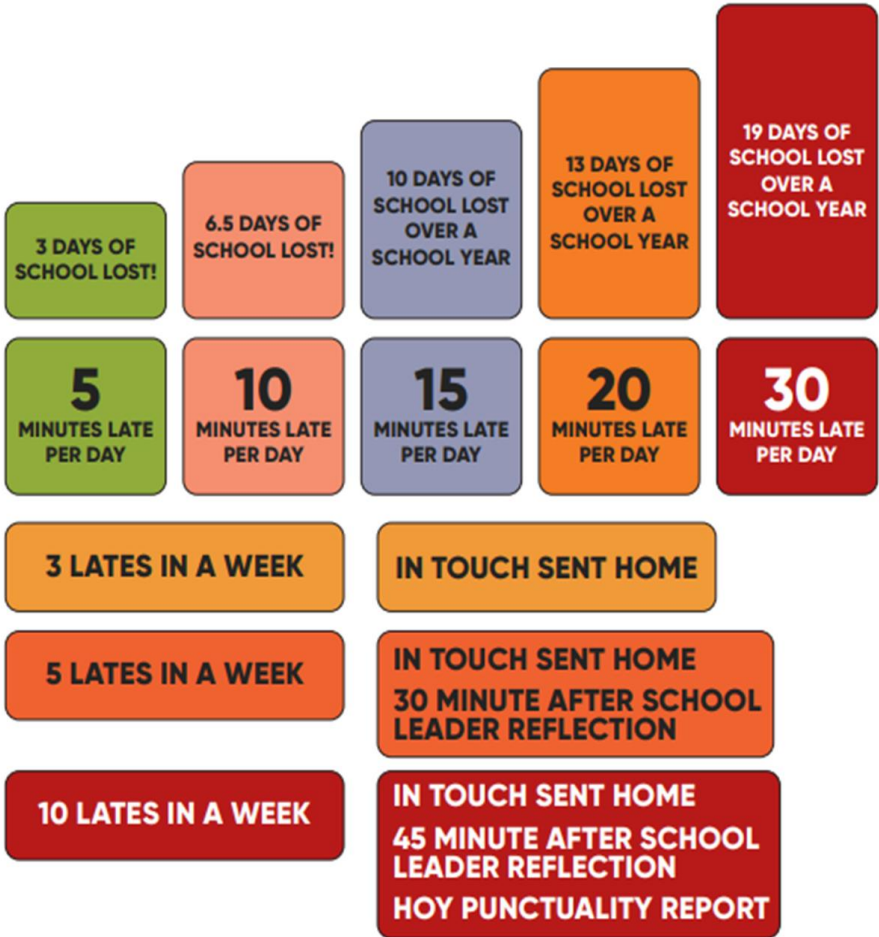 3 DAYS OF
SCHOOL LOST!
6.5 DAYS OF
SCHOOL LOST!
10 DAYS OF
SCHOOL LOST
OVER A
SCHOOL YEAR
13 DAYS OF
SCHOOL LOST
OVER A
SCHOOL YEAR
19 DAYS OF
SCHOOL LOST
OVER A
SCHOOL YEAR
5
MINUTES LATE
PER DAY
10
MINUTES LATE
PER DAY
15
MINUTES LATE
PER DAY
20
MINUTES LATE
PER DAY
30
MINUTES LATE
PER DAY
3 LATES IN A WEEK
IN TOUCH SENT HOME
5 LATES IN A WEEK
IN TOUCH SENT HOME
30 MINUTE AFTER SCHOOL
LEADER REFLECTION
10 LATES IN A WEEK
IN TOUCH SENT HOME
45 MINUTE AFTER SCHOOL
LEADER REFLECTION
HOY PUNCTUALITY REPORT